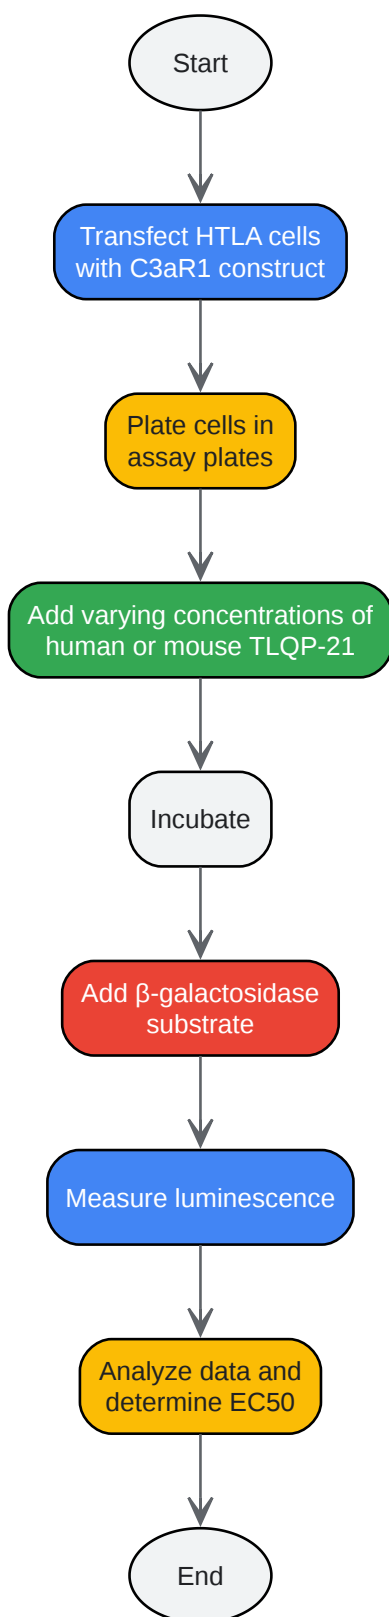 Start
Transfect HTLA cells
with C3aR1 construct
Plate cells in
assay plates
Add varying concentrations of
human or mouse TLQP-21
Incubate
Add β-galactosidase
substrate
Measure luminescence
Analyze data and
determine EC50
End